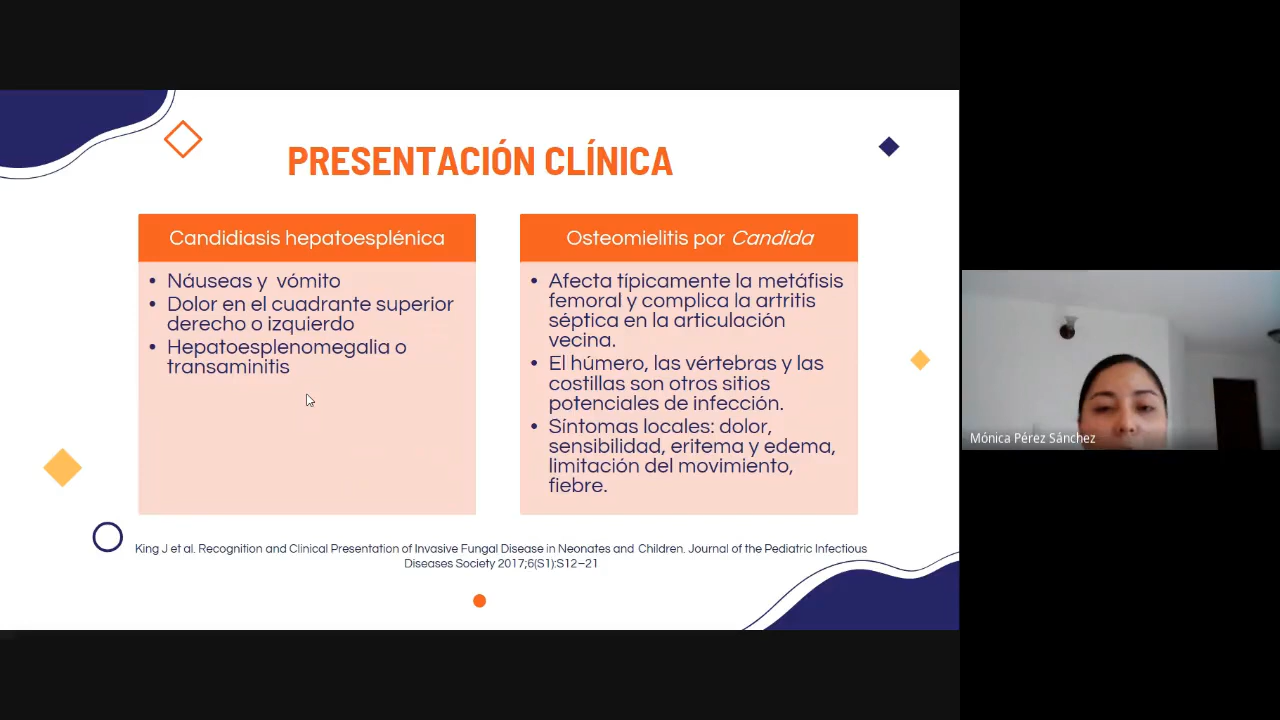 PRESENTACIÓN CLÍNICA
Candidiasis hepatoesplénica
• Náuseas y vómito
• Dolor en el cuadrante superior
derecho o izquierdo
• Hepatoesplenomegalia o
transaminitis
Osteomielitis por Candida
• Afecta típicamente la metáfisis
femoral y complica la artritis
séptica en la articulación
vecina.
• El húmero, las vértebras y las
costillas son otros sitios
potenciales de infección.
• Síntomas locales: dolor,
sensibilidad, eritema y edema,
limitación del movimiento,
fiebre.
King J et al. Recognition and Clinical Presentation of Invasive Fungal Disease in Neonates and Children. Journal of the Pediatric Infectious
Diseases Society 2017;6(S1):S12–21
Mónica Pérez Sánchez